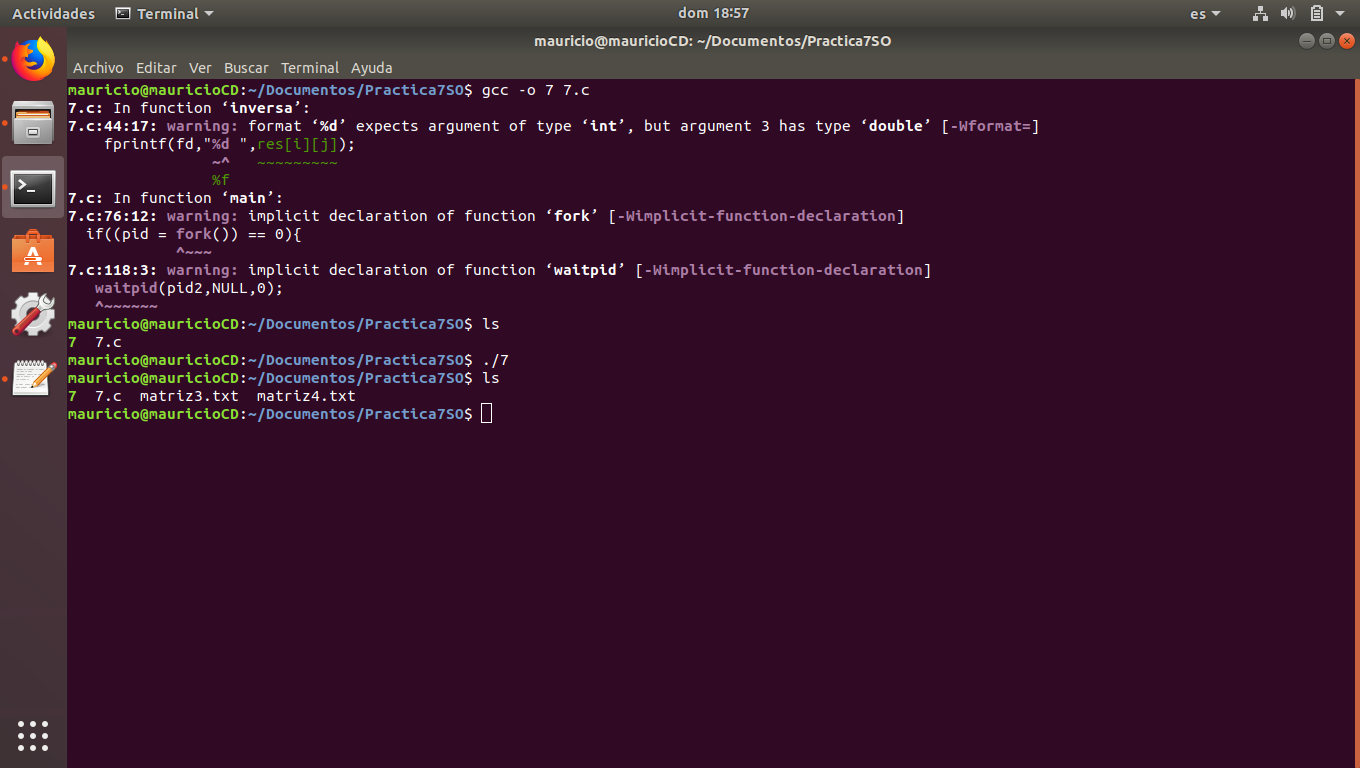 Actividades Terminal dom 18:57 es
mauricio@mauricioCD: ~/Documentos/Practica7SO
Archivo Editar Ver Buscar Terminal Ayuda
mauricio@mauricioCD:~/Documentos/Practica7SO$ gcc -o 7 7.c
7.c: In function ‘inversa’:
7.c:44:17: warning: format ‘%d’ expects argument of type ‘int’, but argument 3 has type ‘double’ [-Wformat=]
    fprintf(fd,"%d ",res[i][j]);
                ~^   ~~~~~~~~~
                %f
7.c: In function ‘main’:
7.c:76:12: warning: implicit declaration of function ‘fork’ [-Wimplicit-function-declaration]
  if((pid = fork()) == 0){
            ^~~~
7.c:118:3: warning: implicit declaration of function ‘waitpid’ [-Wimplicit-function-declaration]
   waitpid(pid2,NULL,0);
   ^~~~~~~
mauricio@mauricioCD:~/Documentos/Practica7SO$ ls
7  7.c
mauricio@mauricioCD:~/Documentos/Practica7SO$ ./7
mauricio@mauricioCD:~/Documentos/Practica7SO$ ls
7  7.c  matriz3.txt  matriz4.txt
mauricio@mauricioCD:~/Documentos/Practica7SO$